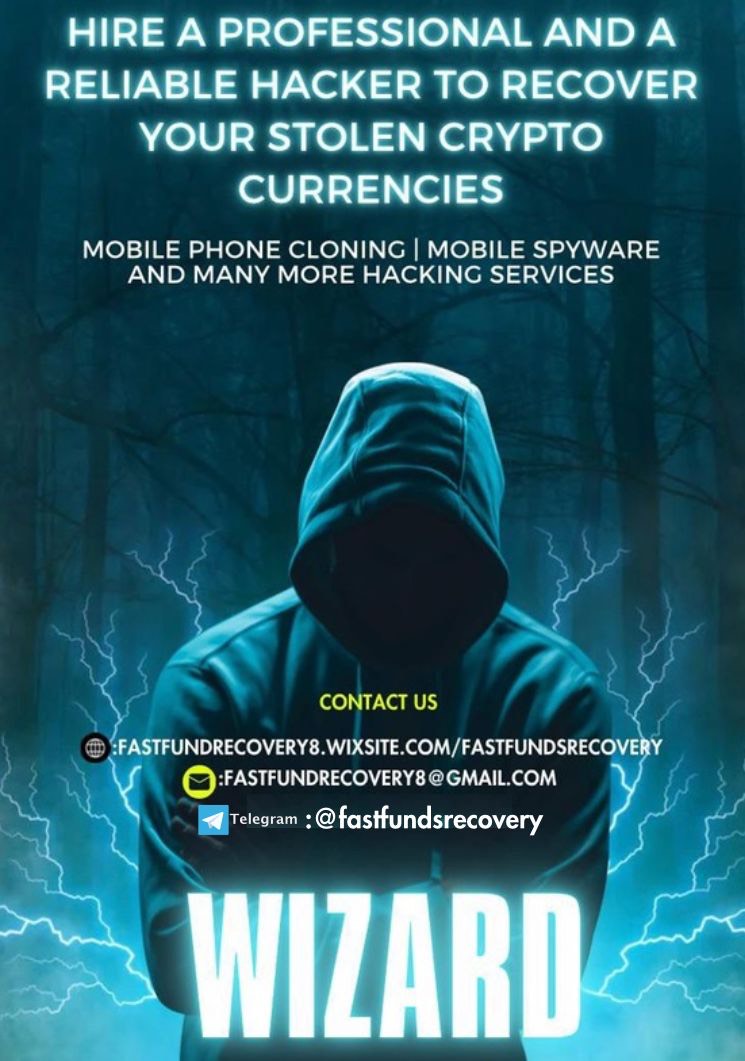 HIRE A PROFESSIONAL AND A
RELIABLE HACKER TO RECOVER
YOUR STOLEN CRYPTO
CURRENCIES
MOBILE PHONE CLONING | MOBILE SPYWARE
AND MANY MORE HACKING SERVICES
CONTACT US
:FASTFUNDRECOVERY8.WIXSITE.COM/FASTFUNDSRECOVERY
:FASTFUNDRECOVERY8@GMAIL.COM
Telegram :@fastfundsrecovery
WIZARD